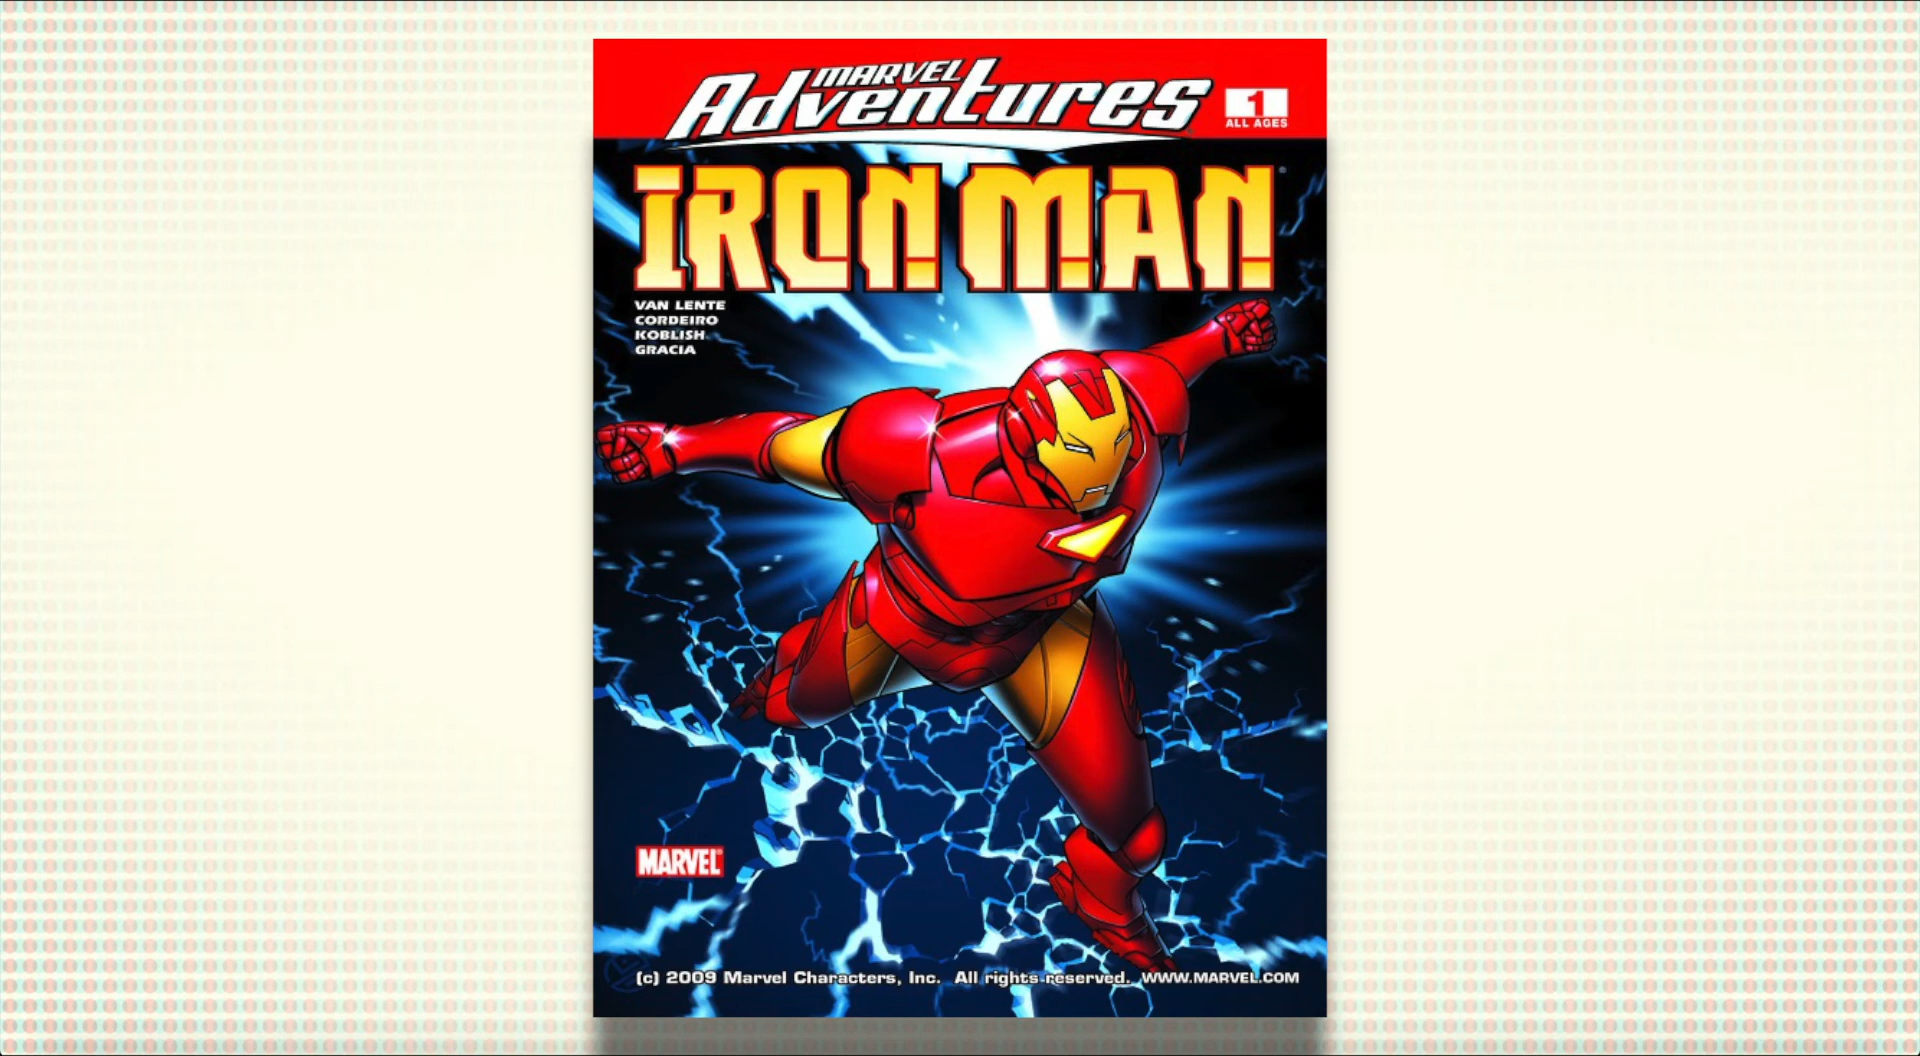 MARVEL
Adventures
1
ALL AGES
IRON MAN
VAN LENTE
CORDEIRO
KOBLISH
GRACIA
MARVEL
(c) 2009 Marvel Characters, Inc. All rights reserved. WWW.MARVEL.COM